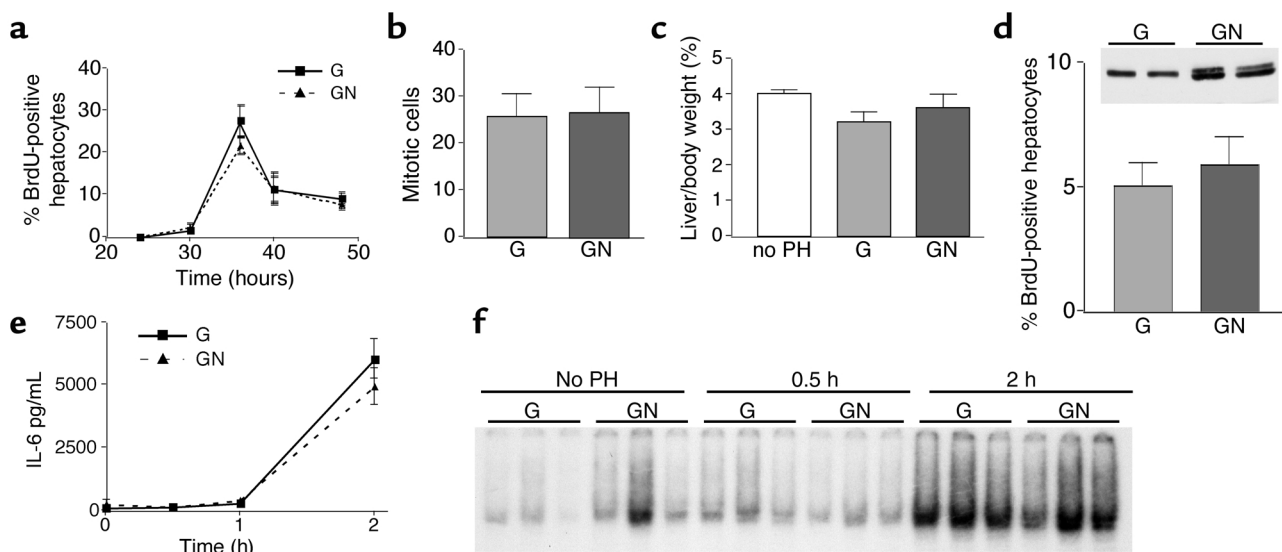 a
% BrdU-positive
hepatocytes
40
30
20
10
0
20
30
40
50
Time (hours)
G
GN
b
Mitotic cells
40
30
20
10
0
G
GN
c
Liver/body weight (%)
5
4
3
2
1
0
no PH
G
GN
d
% BrdU-positive hepatocytes
10
5
0
G
GN
G
GN
e
IL-6 pg/mL
7500
5000
2500
0
0
1
2
Time (h)
G
GN
f
No PH
0.5 h
2 h
G
GN
G
GN
G
GN